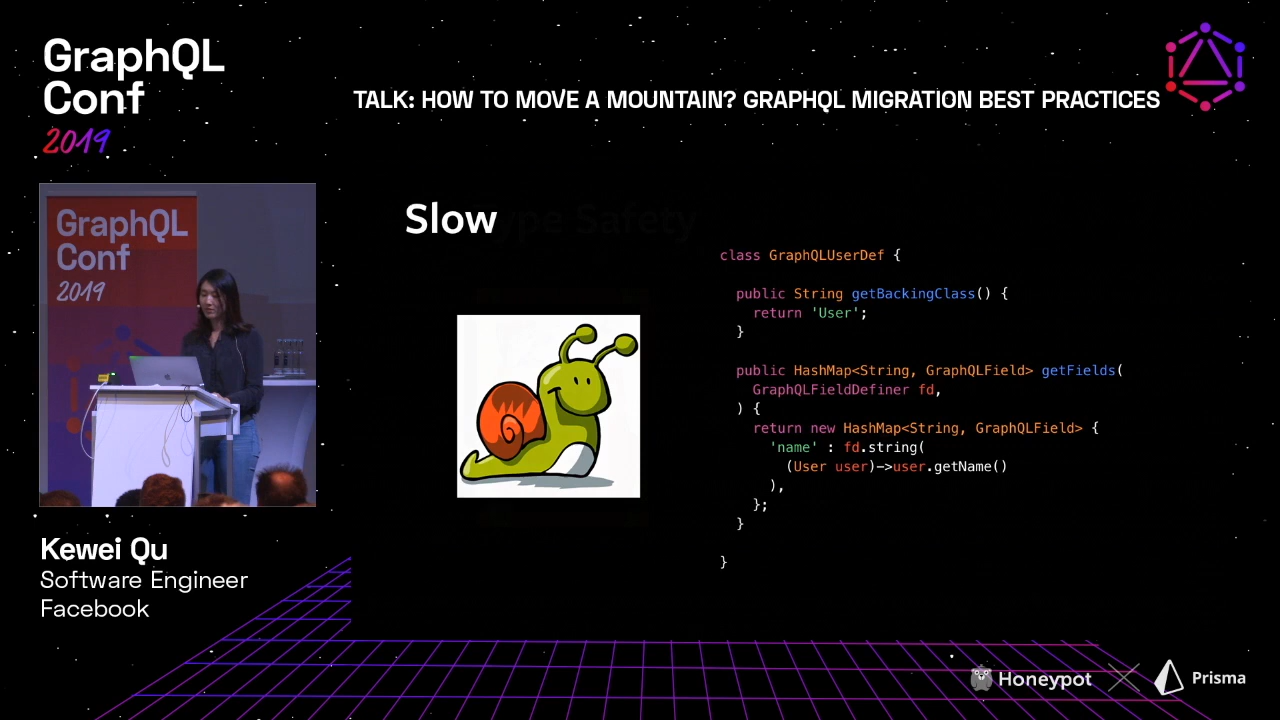 GraphQL
Conf
2019
TALK: HOW TO MOVE A MOUNTAIN? GRAPHQL MIGRATION BEST PRACTICES
GraphQL
Conf
2019
Slow
Type Safety
class GraphQLUserDef {
public String getBackingClass() {
return 'User';
}
public HashMap<String, GraphQLField> getFields(
GraphQLFieldDefiner fd,
) {
return new HashMap<String, GraphQLField> {
'name' : fd.string(
(User user)–>user.getName()
),
};
}
}
Kewei Qu
Software Engineer
Facebook
Honeypot
Prisma